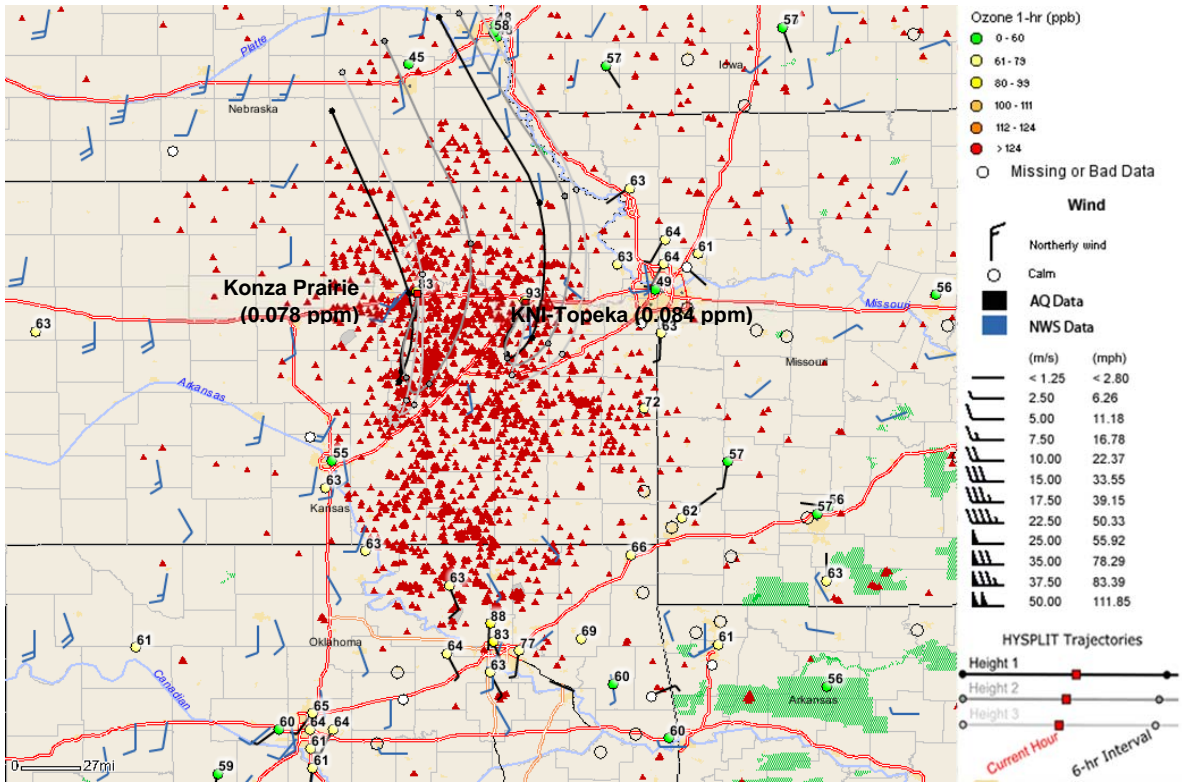 58
57
Platte
45
57
Iowa
Nebraska
63
64
61
63
64
49
56
Konza Prairie
(0.078 ppm)
83
93
KNI-Topeka (0.084 ppm)
Missouri
63
63
Missouri
Arkansas
72
55
57
63
Kansas
56
57
62
63
66
63
63
88
61
Oklahoma
83
77
69
61
64
63
60
56
Arkansas
Canadian
65
60
64
64
61
60
59
61
0 27mi
Ozone 1-hr (ppb)
0 - 60
61 - 79
80 - 99
100 - 111
112 - 124
> 124
Missing or Bad Data
Wind
Northerly wind
Calm
AQ Data
NWS Data
(m/s) (mph)
< 1.25 < 2.80
2.50 6.26
5.00 11.18
7.50 16.78
10.00 22.37
15.00 33.55
17.50 39.15
22.50 50.33
25.00 55.92
35.00 78.29
37.50 83.39
50.00 111.85
HYSPLIT Trajectories
Height 1
Height 2
Height 3
Current Hour
6-hr Interval